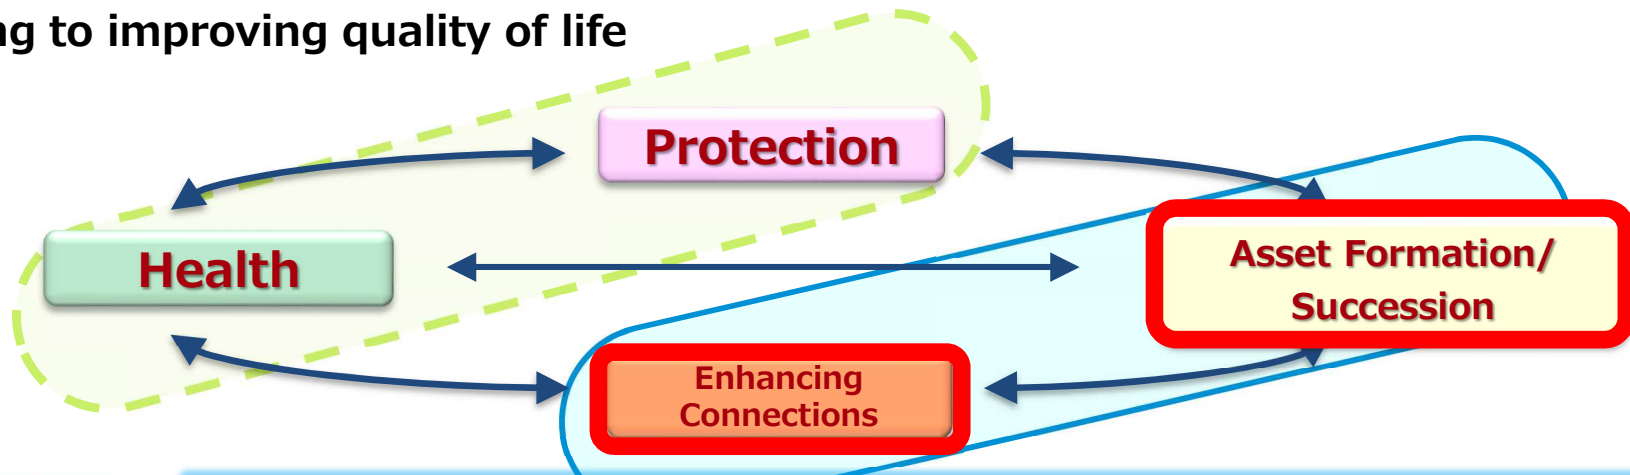 to improving quality of life
Protection
Health
Asset Formation/
Succession
Enhancing
Connections